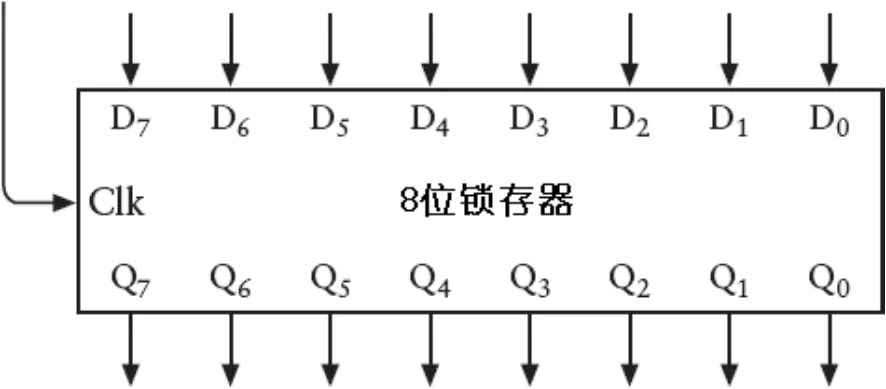 D₇ D₆ D₅ D₄ D₃ D₂ D₁ D₀
Clk 8位锁存器
Q₇ Q₆ Q₅ Q₄ Q₃ Q₂ Q₁ Q₀